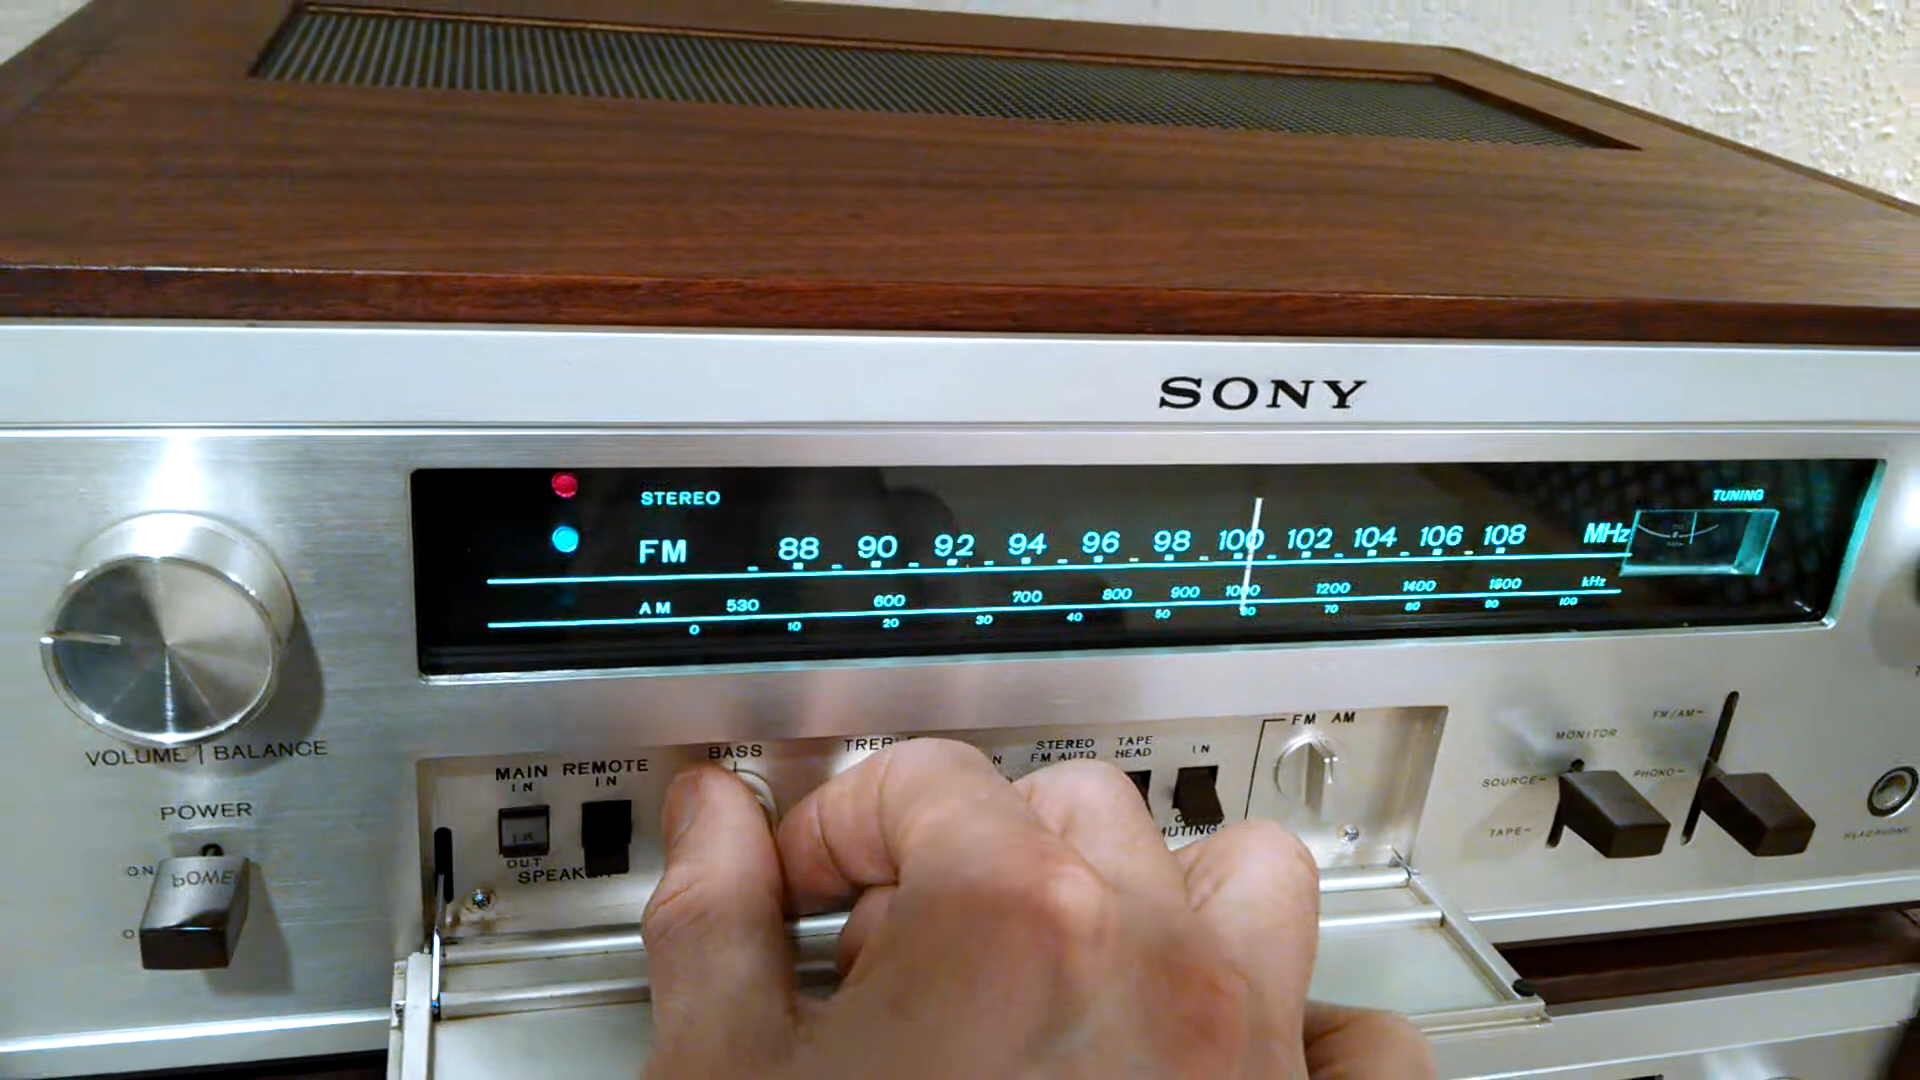 SONY
STEREO
TUNING
FM 88 90 92 94 96 98 100 102 104 106 108 MHz
AM 530 600 700 800 900 1000 1200 1400 1600 kHz
0 10 20 30 40 50 60 70 80 90 100
VOLUME | BALANCE
POWER
ON
POWE
MAIN
IN
OUT
REMOTE
IN
SPEAK
BASS
STEREO
FM AUTO
TAPE
HEAD
IN
MUTING
FM AM
MONITOR
SOURCE
TAPE
FM/AM
PHONO
HEADPHONE